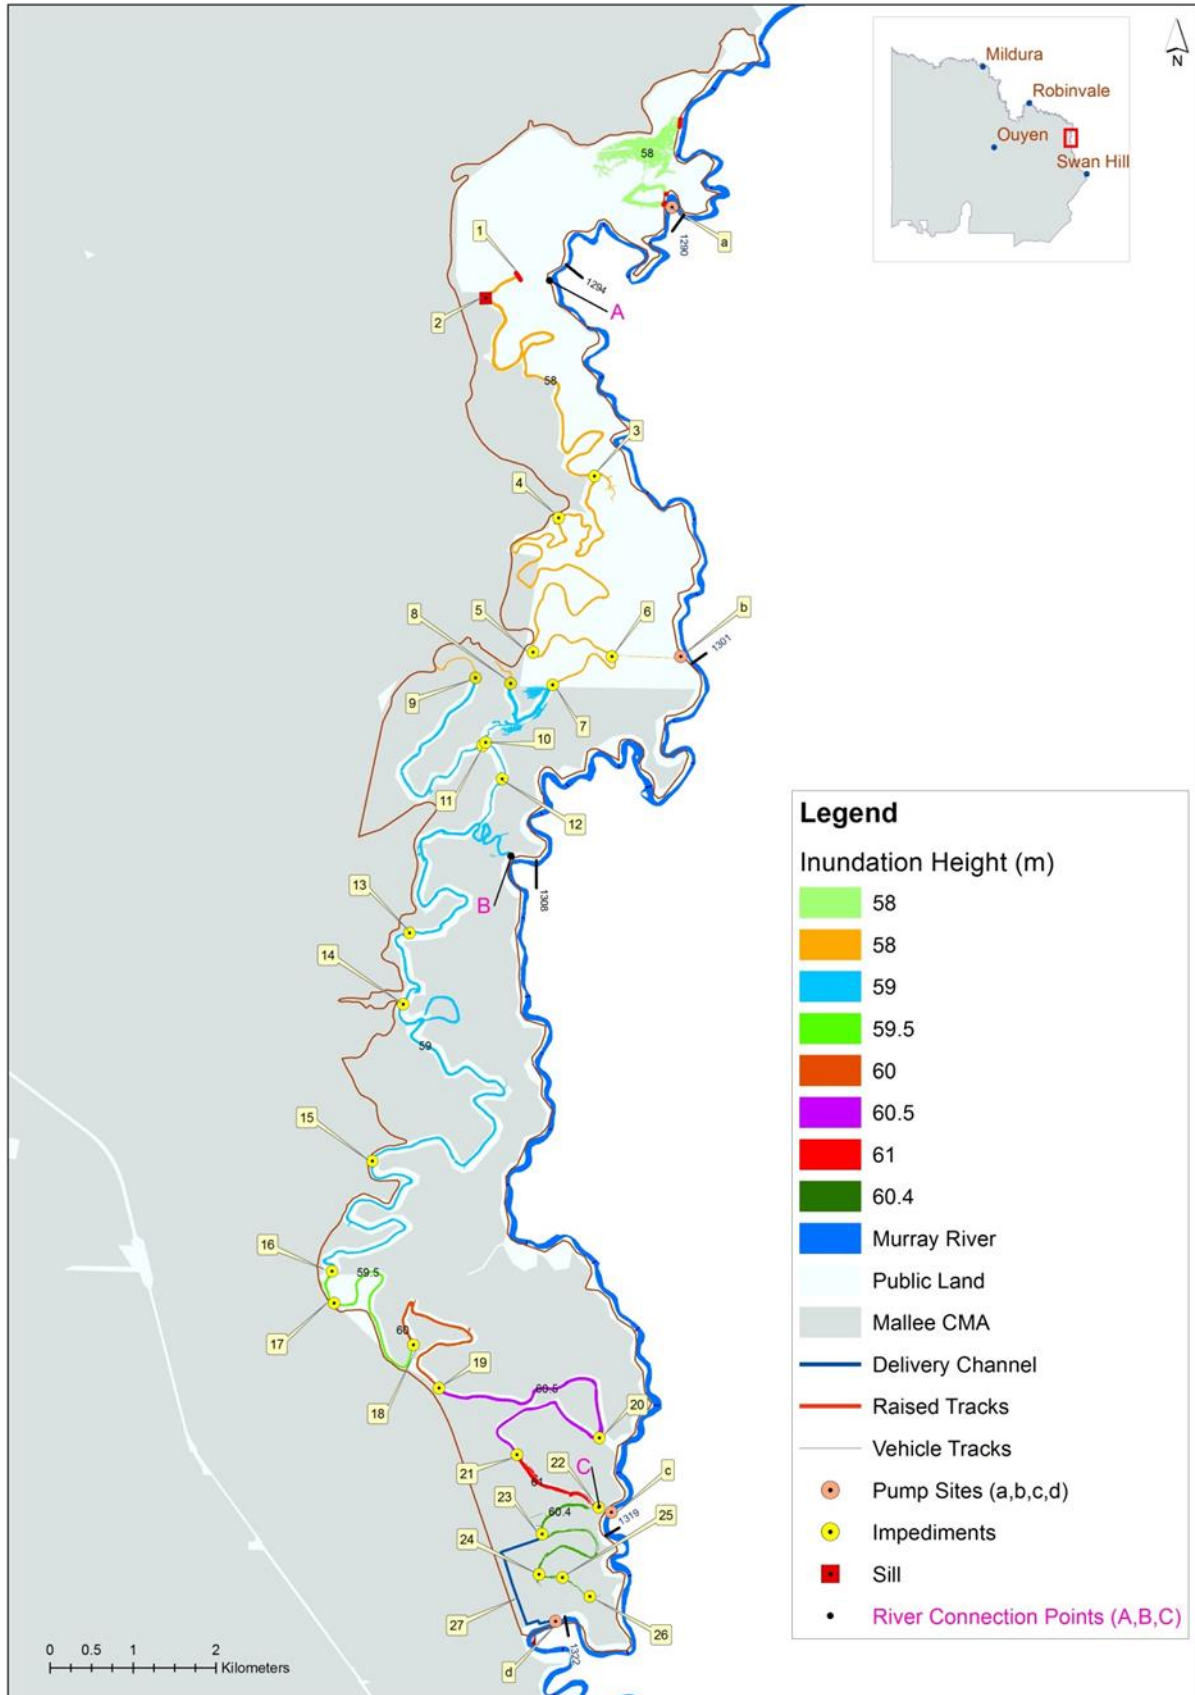 N
Mildura
Robinvale
Ouyen
Swan Hill
58
a
1290
1
1294
A
2
58
3
4
5
6
b
1301
8
9
7
10
11
12
B
1308
13
14
59
15
16
59.5
17
60
19
18
60.5
20
21
22
C
c
61
23
60.4
1319
25
24
27
26
d
1322
0 0.5 1 2
Kilometers
Legend
Inundation Height (m)
58
58
59
59.5
60
60.5
61
60.4
Murray River
Public Land
Mallee CMA
Delivery Channel
Raised Tracks
Vehicle Tracks
Pump Sites (a,b,c,d)
Impediments
Sill
River Connection Points (A,B,C)